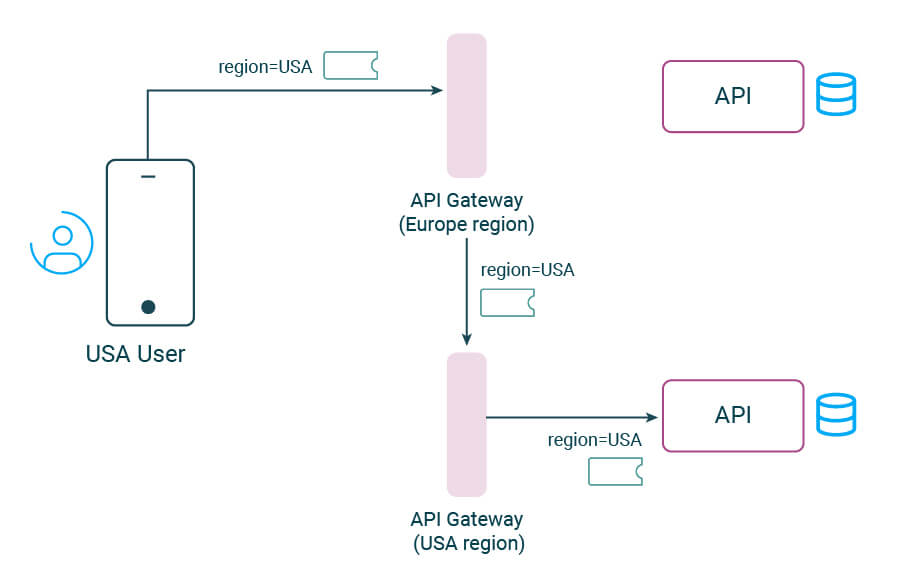 region=USA
API
API Gateway
(Europe region)
region=USA
USA User
API
region=USA
API Gateway
(USA region)